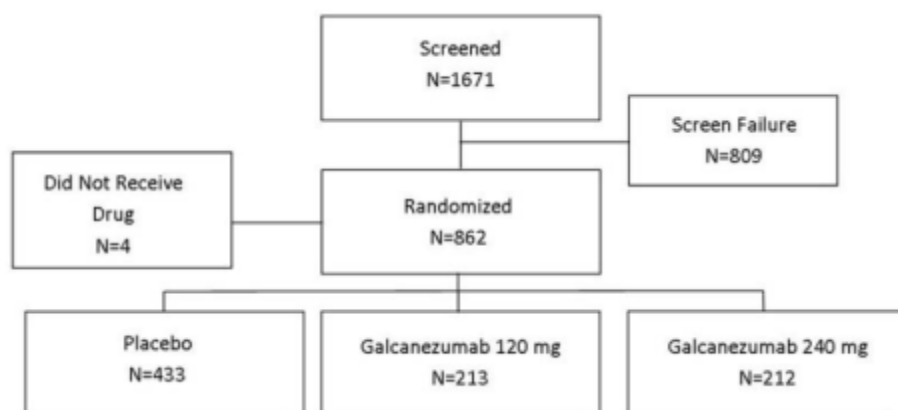 Screened
N=1671
Screen Failure
N=809
Did Not Receive
Drug
N=4
Randomized
N=862
Placebo
N=433
Galcanezumab 120 mg
N=213
Galcanezumab 240 mg
N=212